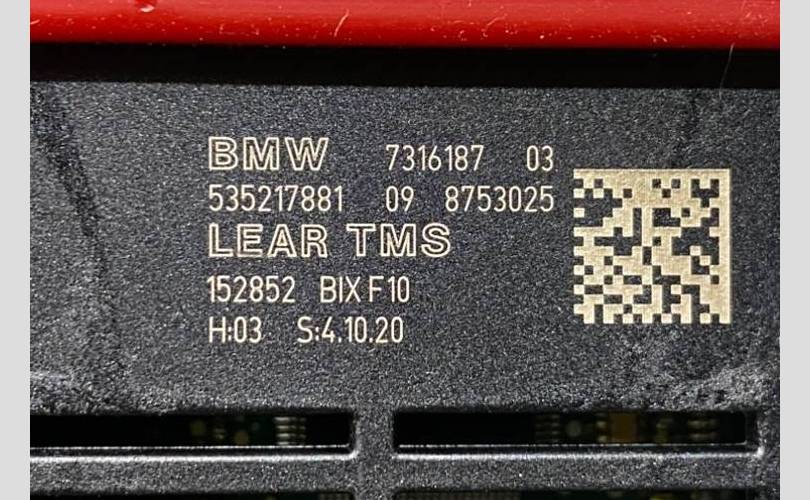 BMW 7316187 03
535217881 09 8753025
LEAR TMS
152852 BIX F10
H:03 S:4.10.20